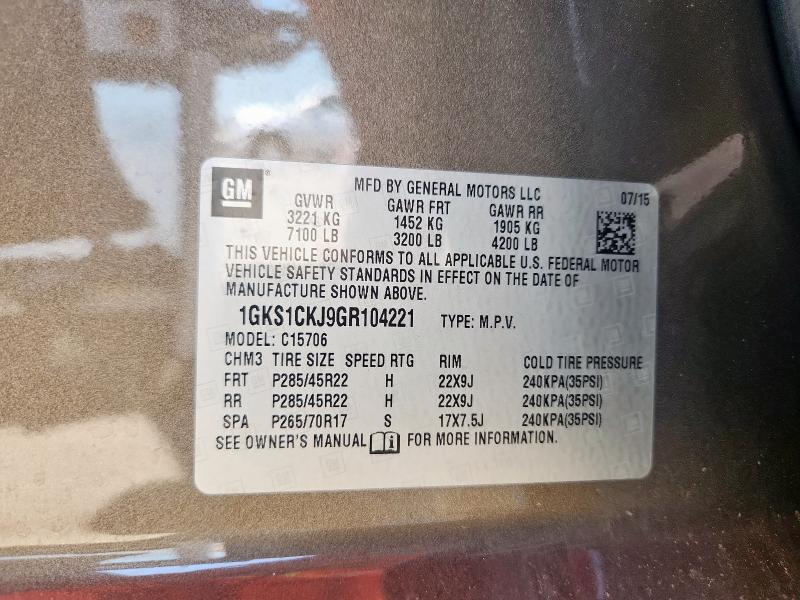 GM
MFD BY GENERAL MOTORS LLC 07/15
GVWR GAWR FRT GAWR RR
3221 KG 1452 KG 1905 KG
7100 LB 3200 LB 4200 LB
THIS VEHICLE CONFORMS TO ALL APPLICABLE U.S. FEDERAL MOTOR
VEHICLE SAFETY STANDARDS IN EFFECT ON THE DATE OF
MANUFACTURE SHOWN ABOVE.
1GKS1CKJ9GR104221 TYPE: M.P.V.
MODEL: C15706
CHM3 TIRE SIZE SPEED RTG RIM COLD TIRE PRESSURE
FRT P285/45R22 H 22X9J 240KPA(35PSI)
RR P285/45R22 H 22X9J 240KPA(35PSI)
SPA P265/70R17 S 17X7.5J 240KPA(35PSI)
SEE OWNER'S MANUAL FOR MORE INFORMATION.